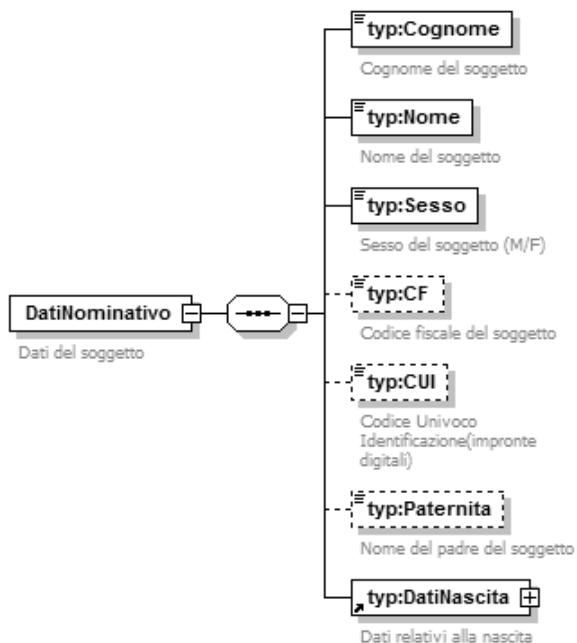 typ:Cognome
Cognome del soggetto
typ:Nome
Nome del soggetto
typ:Sesso
Sesso del soggetto (M/F)
DatiNominativo
Dati del soggetto
typ:CF
Codice fiscale del soggetto
typ:CUI
Codice Univoco
Identificazione(impronte
digitali)
typ:Paternita
Nome del padre del soggetto
typ:DatiNascita
Dati relativi alla nascita